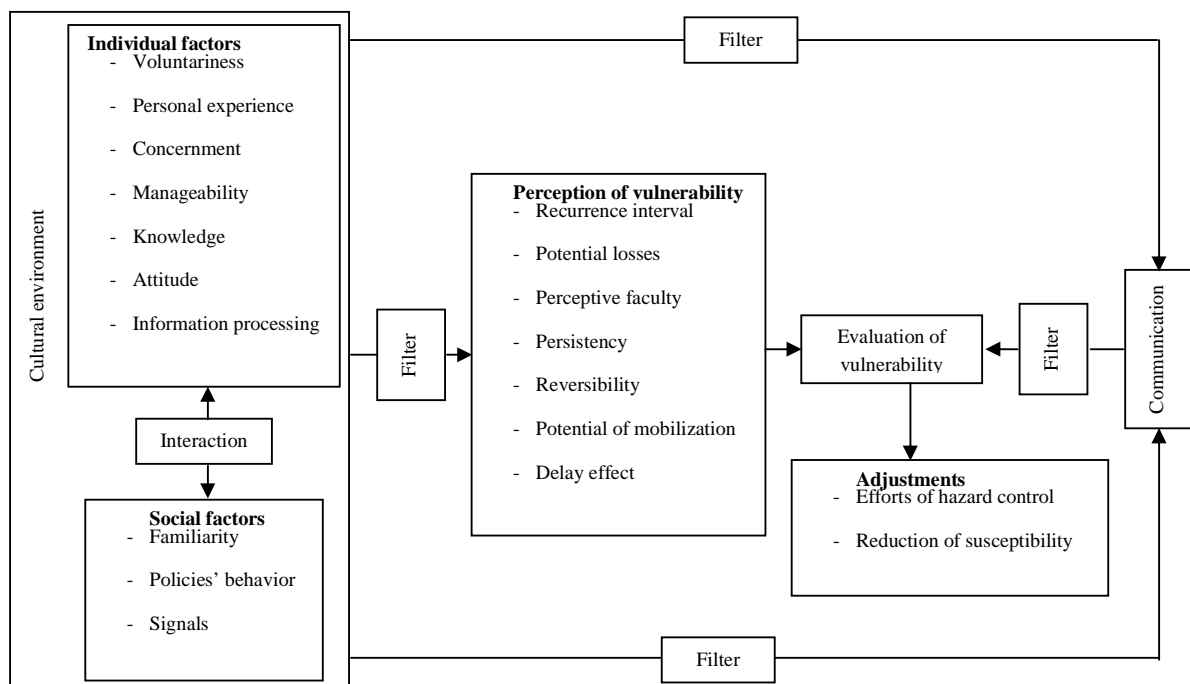 Cultural environment
Individual factors
- Voluntariness
- Personal experience
- Concernment
- Manageability
- Knowledge
- Attitude
- Information processing
Interaction
Social factors
- Familiarity
- Policies’ behavior
- Signals
Filter
Filter
Perception of vulnerability
- Recurrence interval
- Potential losses
- Perceptive faculty
- Persistency
- Reversibility
- Potential of mobilization
- Delay effect
Evaluation of
vulnerability
Filter
Communication
Adjustments
- Efforts of hazard control
- Reduction of susceptibility
Filter